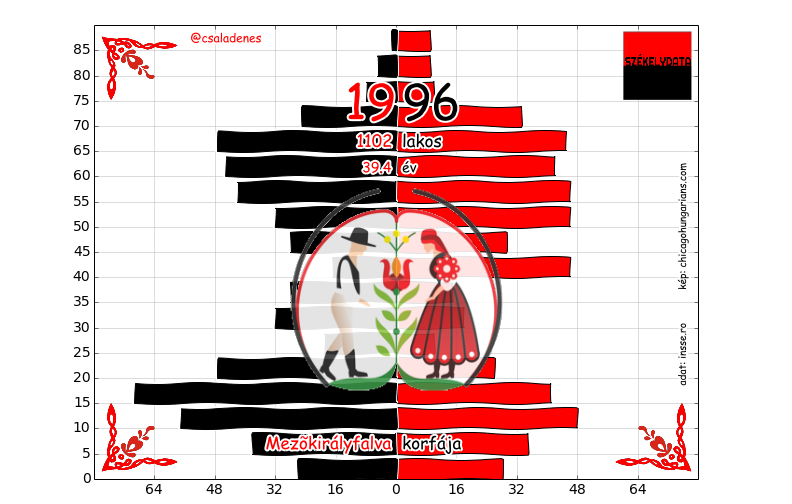 @csaladenes
SZÉKELYDATA
1996
1102 lakos
39.4 év
kép: chicagohungarians.com
adat: insse.ro
Mezõkirályfalva korfája
85
80
75
70
65
60
55
50
45
40
35
30
25
20
15
10
5
0
64 48 32 16 0 16 32 48 64